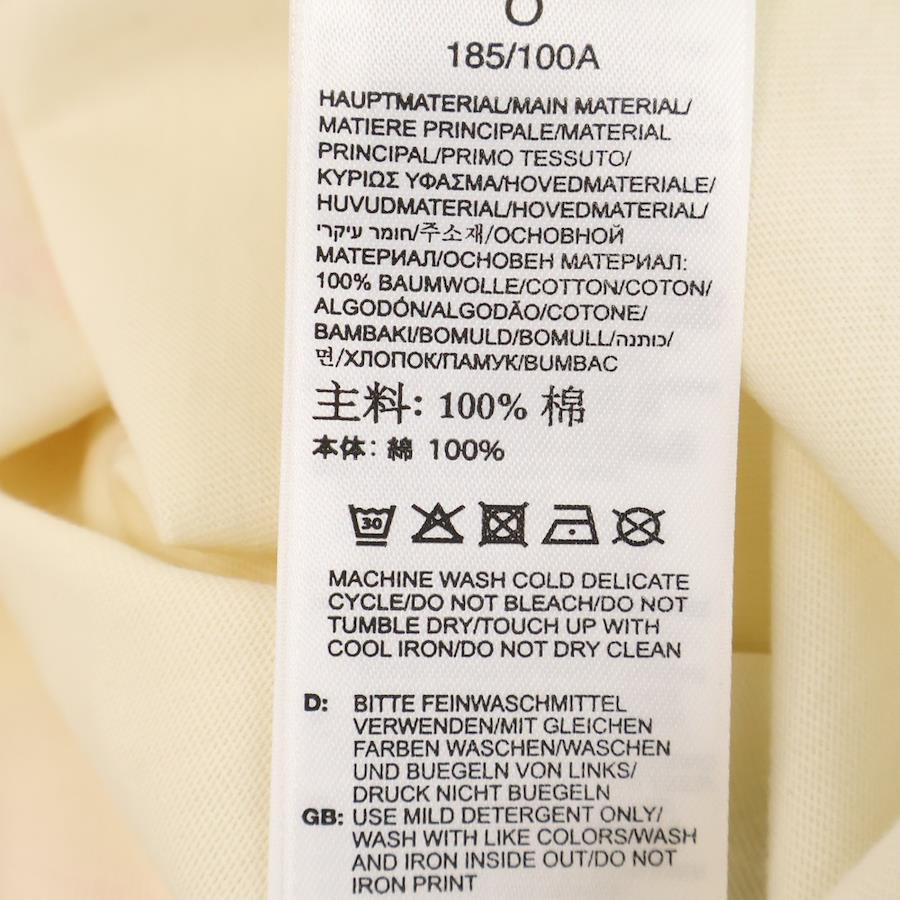 185/100A
HAUPTMATERIAL/MAIN MATERIAL/
MATIERE PRINCIPALE/MATERIAL
PRINCIPAL/PRIMO TESSUTO/
ΚΥΡΙΩΣ ΥΦΑΣΜΑ/HOVEDMATERIALE/
HUVUDMATERIAL/HOVEDMATERIAL/
חומר עיקרי/주소재/ОСНОВНОЙ
МАТЕРИАЛ/ОСНОВЕН МАТЕРИАЛ:
100% BAUMWOLLE/COTTON/COTON/
ALGODÓN/ALGODÃO/COTONE/
BAMBAKI/BOMULD/BOMULL/כותנה/
면/ХЛОПОК/ПАМУК/BUMBAC
主料: 100% 棉
本体: 綿 100%
30
MACHINE WASH COLD DELICATE
CYCLE/DO NOT BLEACH/DO NOT
TUMBLE DRY/TOUCH UP WITH
COOL IRON/DO NOT DRY CLEAN
D: BITTE FEINWASCHMITTEL
VERWENDEN/MIT GLEICHEN
FARBEN WASCHEN/WASCHEN
UND BUEGELN VON LINKS/
DRUCK NICHT BUEGELN
GB: USE MILD DETERGENT ONLY/
WASH WITH LIKE COLORS/WASH
AND IRON INSIDE OUT/DO NOT
IRON PRINT